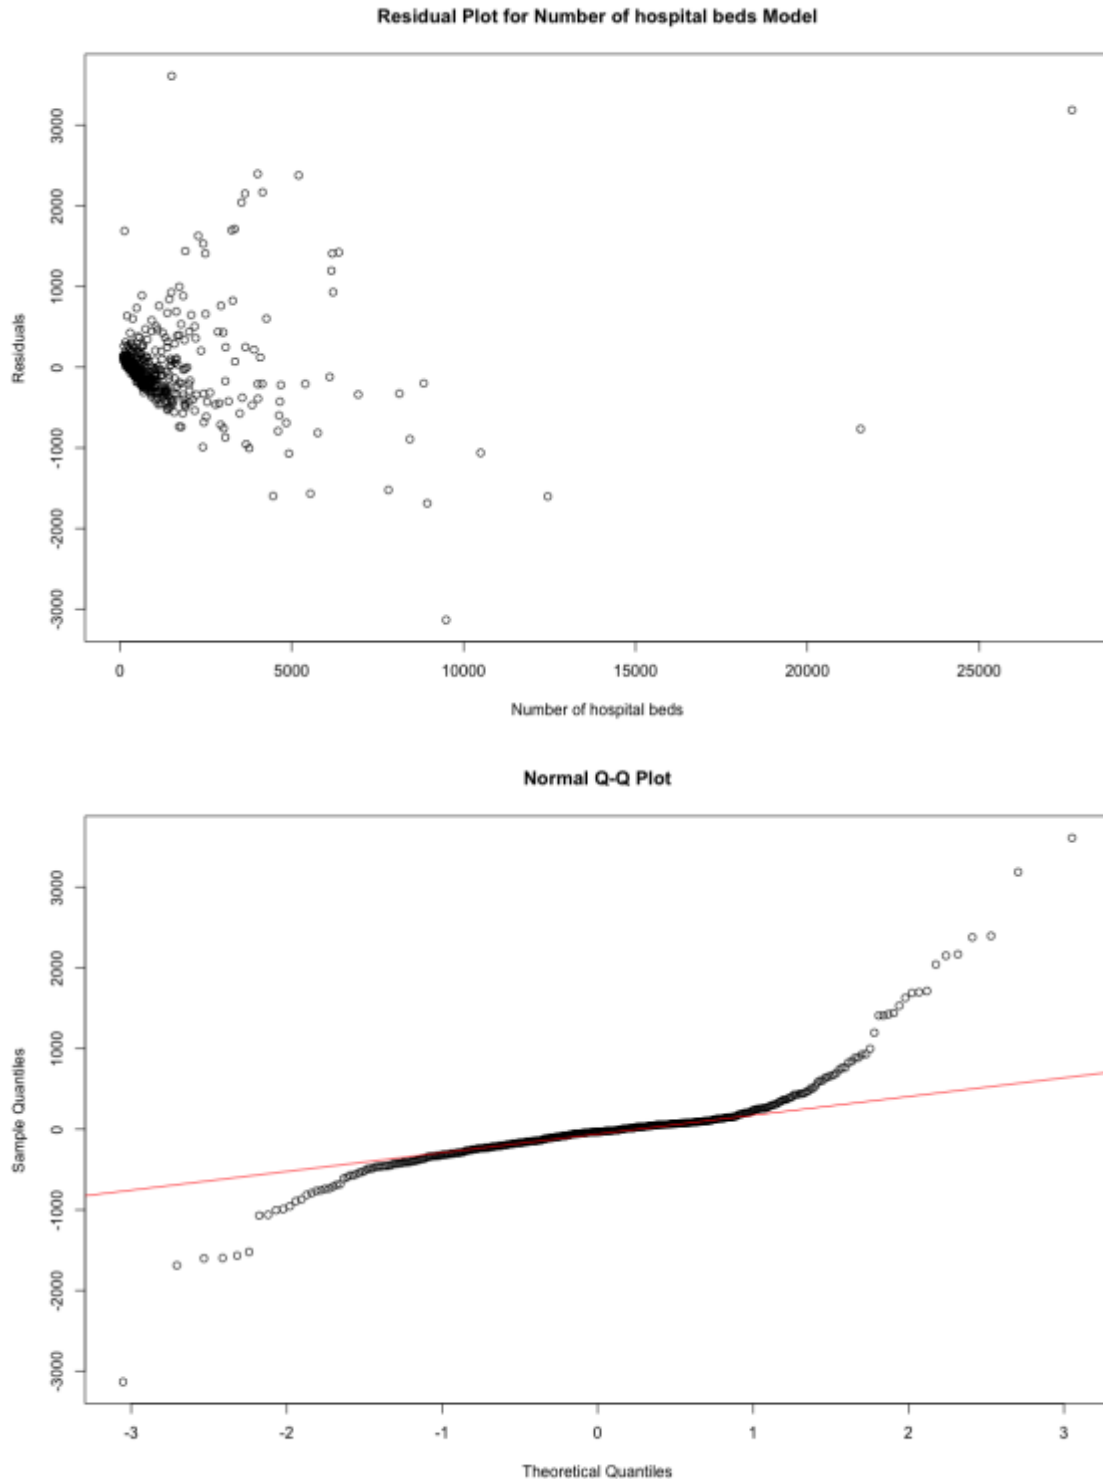 Residual Plot for Number of hospital beds Model
3000
2000
1000
0
-1000
-2000
-3000
Residuals
0 5000 10000 15000 20000 25000
Number of hospital beds
Normal Q-Q Plot
3000
2000
1000
0
-1000
-2000
-3000
Sample Quantiles
-3 -2 -1 0 1 2 3
Theoretical Quantiles